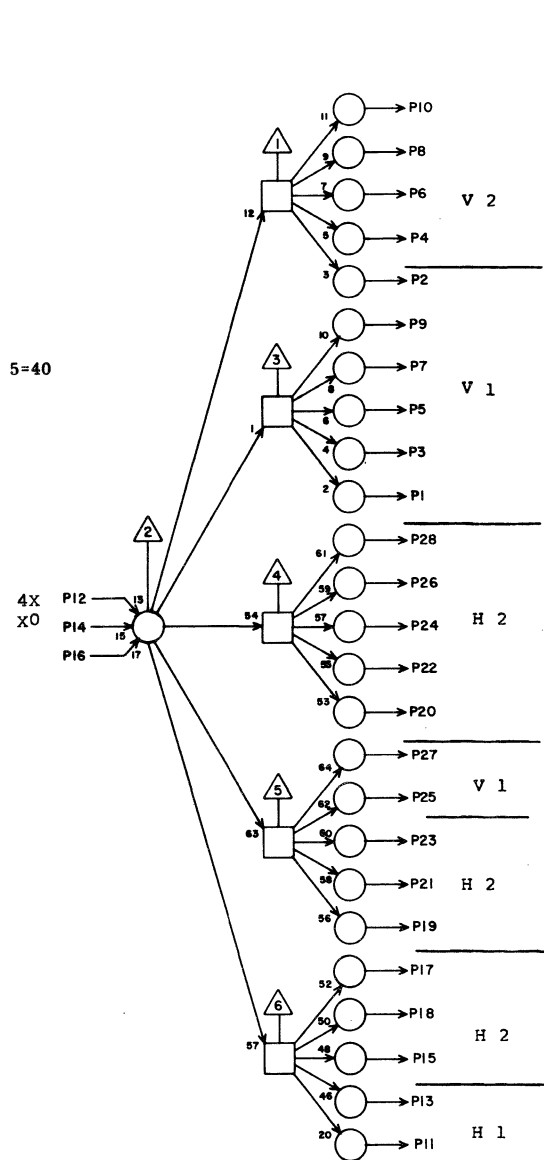 11 P10
1
9 P8
7 P6
V 2
12
5 P4
3 P2
10 P9
5=40
3
8 P7
V 1
6 P5
1
4 P3
2 P1
2
61 P28
4
59 P26
4X P12 13
54 57 P24 H 2
x0 P14 15
P16 17
55 P22
53 P20
64 P27
5
62 P25 V 1
63 60 P23
58 P21 H 2
56 P19
52 P17
6
50 P18
H 2
57 48 P15
46 P13
20 P11 H 1